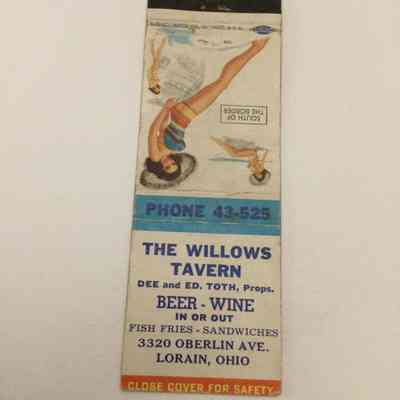 SOUTH OF
THE BORDER
PHONE 43-525
THE WILLOWS
TAVERN
DEE and ED. TOTH, Props.
BEER - WINE
IN OR OUT
FISH FRIES - SANDWICHES
3320 OBERLIN AVE.
LORAIN, OHIO
CLOSE COVER FOR SAFETY